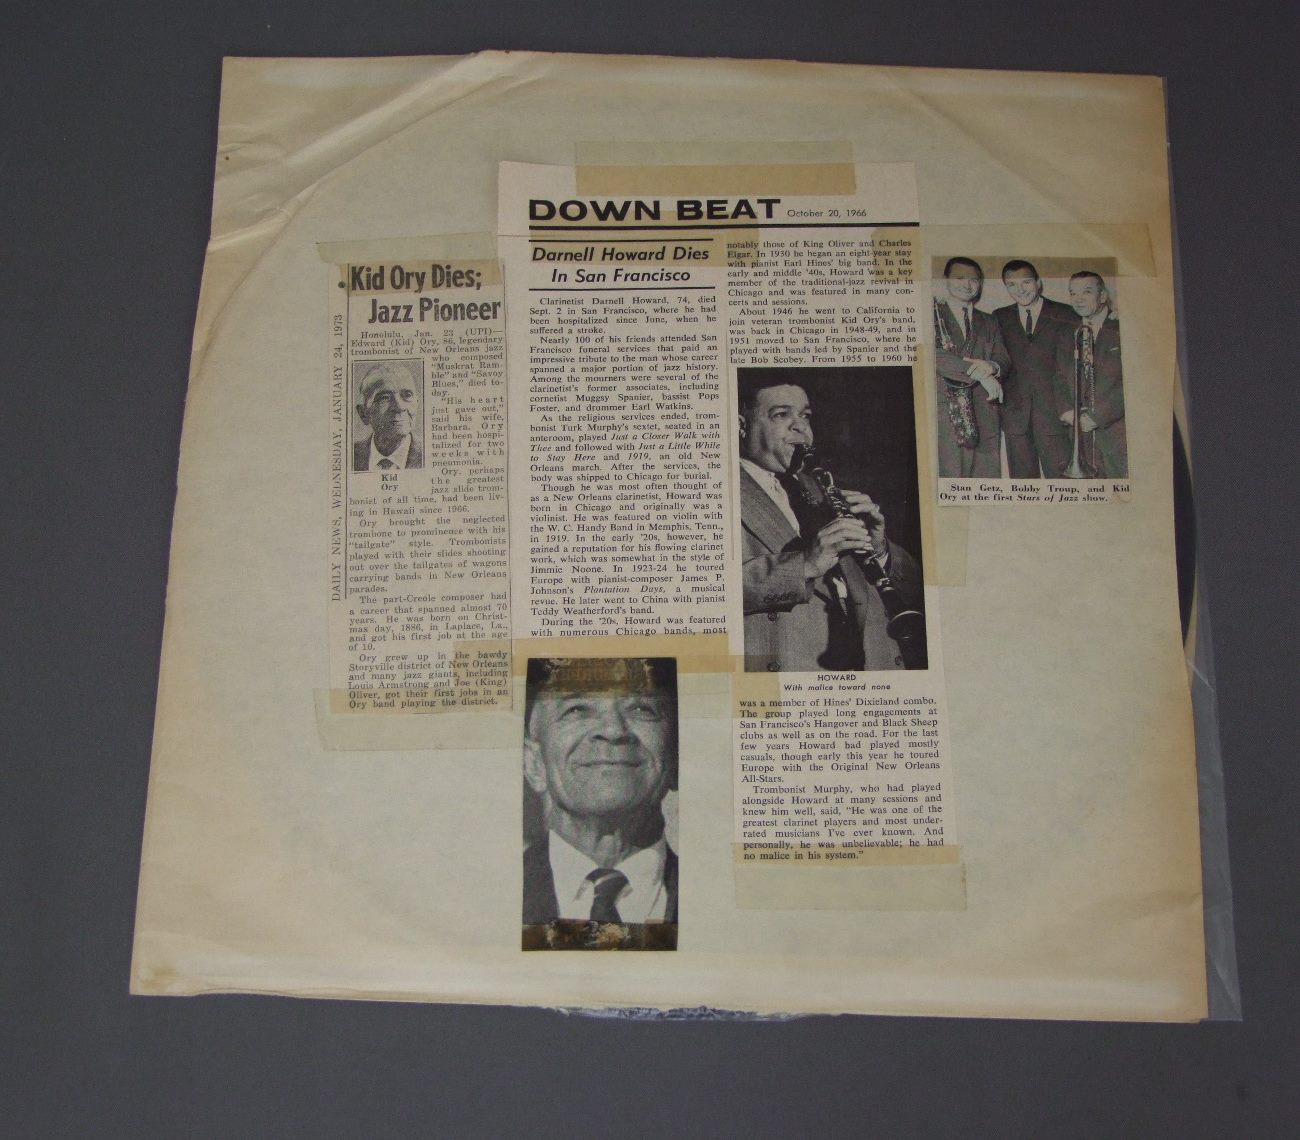 DAILY NEWS, WEDNESDAY, JANUARY 24, 1973
Kid Ory Dies;
Jazz Pioneer
Honolulu, Jan. 23 (UPI)—
Edward (Kid) Ory, 86, legendary
trombonist of New Orleans jazz
who composed
"Muskrat Ram-
ble" and "Savoy
Blues," died to-
day.
"His heart
just gave out,"
said his wife,
Barbara. Ory
had been hospi-
talized for two
weeks with
pneumonia.
Ory, perhaps
the greatest
jazz slide trom-
Kid
Ory
bonist of all time, had been liv-
ing in Hawaii since 1966.
Ory brought the neglected
trombone to prominence with his
"tailgate" style. Trombonists
played with their slides shooting
out over the tailgates of wagons
carrying bands in New Orleans
parades.
The part-Creole composer had
a career that spanned almost 70
years. He was born on Christ-
mas day, 1886, in Laplace, La.,
and got his first job at the age
of 10.
Ory grew up in the bawdy
Storyville district of New Orleans
and many jazz giants, including
Louis Armstrong and Joe (King)
Oliver, got their first jobs in an
Ory band playing the district.
DOWN BEAT October 20, 1966
Darnell Howard Dies
In San Francisco
Clarinetist Darnell Howard, 74, died
Sept. 2 in San Francisco, where he had
been hospitalized since June, when he
suffered a stroke.
Nearly 100 of his friends attended San
Francisco funeral services that paid an
impressive tribute to the man whose career
spanned a major portion of jazz history.
Among the mourners were several of the
clarinetist's former associates, including
cornetist Muggsy Spanier, bassist Pops
Foster, and drummer Earl Watkins.
As the religious services ended, trom-
bonist Turk Murphy's sextet, seated in an
anteroom, played Just a Closer Walk with
Thee and followed with Just a Little While
to Stay Here and 1919, an old New
Orleans march. After the services, the
body was shipped to Chicago for burial.
Though he was most often thought of
as a New Orleans clarinetist, Howard was
born in Chicago and originally was a
violinist. He was featured on violin with
the W. C. Handy Band in Memphis, Tenn.,
in 1919. In the early '20s, however, he
gained a reputation for his flowing clarinet
work, which was somewhat in the style of
Jimmie Noone. In 1923-24 he toured
Europe with pianist-composer James P.
Johnson's Plantation Days, a musical
revue. He later went to China with pianist
Teddy Weatherford's band.
During the '20s, Howard was featured
with numerous Chicago bands, most
notably those of King Oliver and Charles
Elgar. In 1930 he began an eight-year stay
with pianist Earl Hines' big band. In the
early and middle '40s, Howard was a key
member of the traditional-jazz revival in
Chicago and was featured in many con-
certs and sessions.
About 1946 he went to California to
join veteran trombonist Kid Ory's band,
was back in Chicago in 1948-49, and in
1951 moved to San Francisco, where he
played with bands led by Spanier and the
late Bob Scobey. From 1955 to 1960 he
HOWARD
With malice toward none
was a member of Hines' Dixieland combo.
The group played long engagements at
San Francisco's Hangover and Black Sheep
clubs as well as on the road. For the last
few years Howard had played mostly
casuals, though early this year he toured
Europe with the Original New Orleans
All-Stars.
Trombonist Murphy, who had played
alongside Howard at many sessions and
knew him well, said, "He was one of the
greatest clarinet players and most under-
rated musicians I've ever known. And
personally, he was unbelievable; he had
no malice in his system."
Stan Getz, Bobby Troup, and Kid
Ory at the first Stars of Jazz show.